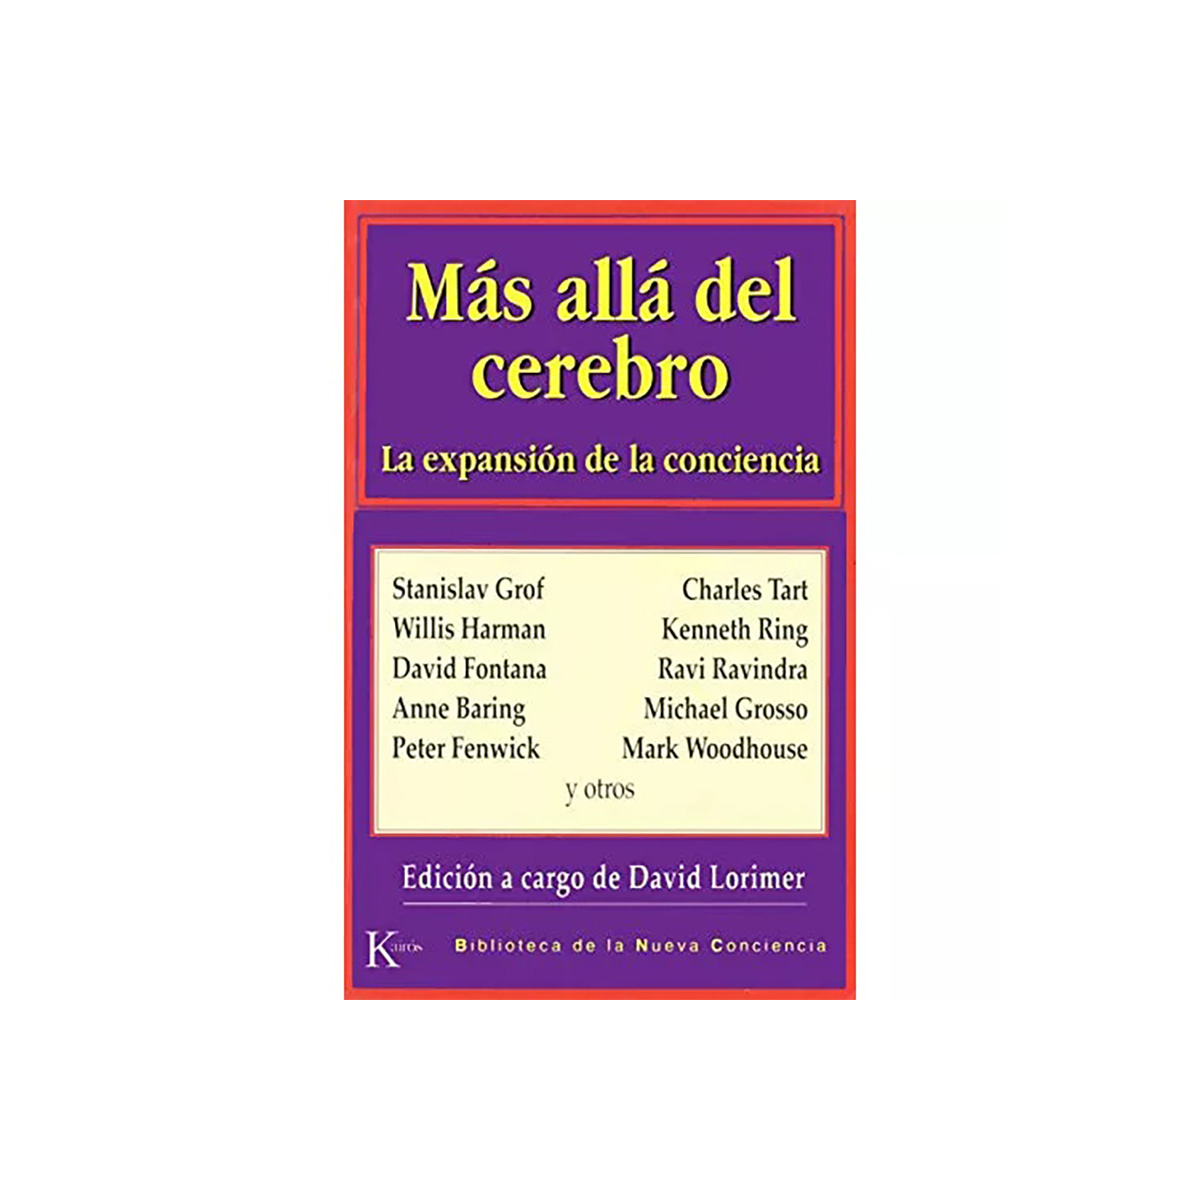 Más allá del
cerebro
La expansión de la conciencia
Stanislav Grof
Willis Harman
David Fontana
Anne Baring
Peter Fenwick
Charles Tart
Kenneth Ring
Ravi Ravindra
Michael Grosso
Mark Woodhouse
y otros
Edición a cargo de David Lorimer
Kairós
Biblioteca de la Nueva Conciencia